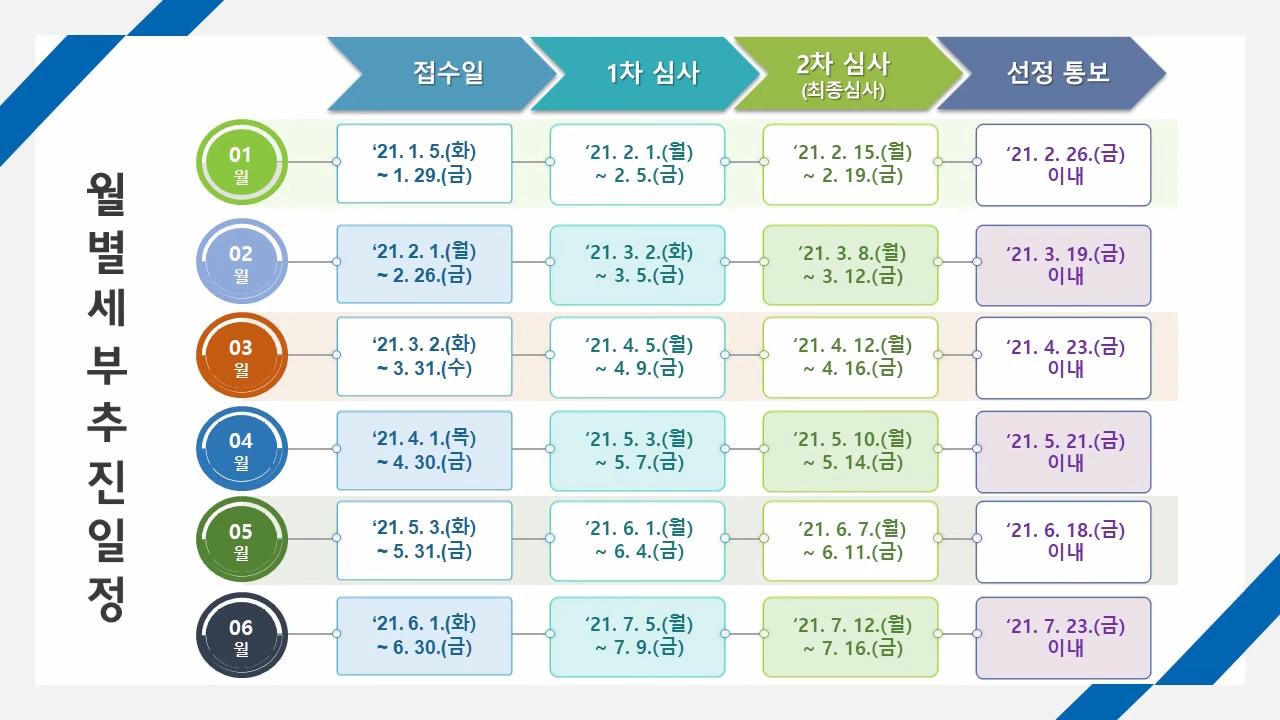 월별세부추진일정
접수일
1차 심사
2차 심사
(최종심사)
선정 통보
01
월
‘21. 1. 5.(화)
~ 1. 29.(금)
‘21. 2. 1.(월)
~ 2. 5.(금)
‘21. 2. 15.(월)
~ 2. 19.(금)
‘21. 2. 26.(금)
이내
02
월
‘21. 2. 1.(월)
~ 2. 26.(금)
‘21. 3. 2.(화)
~ 3. 5.(금)
‘21. 3. 8.(월)
~ 3. 12.(금)
‘21. 3. 19.(금)
이내
03
월
‘21. 3. 2.(화)
~ 3. 31.(수)
‘21. 4. 5.(월)
~ 4. 9.(금)
‘21. 4. 12.(월)
~ 4. 16.(금)
‘21. 4. 23.(금)
이내
04
월
‘21. 4. 1.(목)
~ 4. 30.(금)
‘21. 5. 3.(월)
~ 5. 7.(금)
‘21. 5. 10.(월)
~ 5. 14.(금)
‘21. 5. 21.(금)
이내
05
월
‘21. 5. 3.(화)
~ 5. 31.(금)
‘21. 6. 1.(월)
~ 6. 4.(금)
‘21. 6. 7.(월)
~ 6. 11.(금)
‘21. 6. 18.(금)
이내
06
월
‘21. 6. 1.(화)
~ 6. 30.(금)
‘21. 7. 5.(월)
~ 7. 9.(금)
‘21. 7. 12.(월)
~ 7. 16.(금)
‘21. 7. 23.(금)
이내